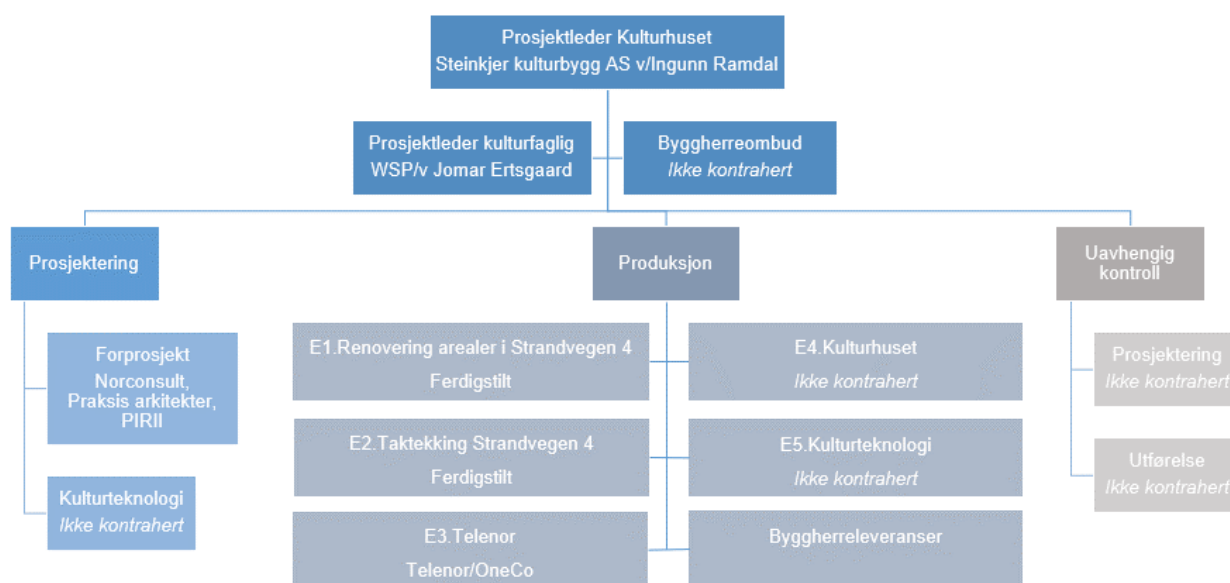 Prosjektleder Kulturhuset
Steinkjer kulturbygg AS v/Ingunn Ramdal
Prosjektleder kulturfaglig
WSP/v Jomar Ertsgaard
Byggherreombud
Ikke kontrahert
Prosjektering
Forprosjekt
Norconsult,
Praksis arkitekter,
PIRII
Kulturteknologi
Ikke kontrahert
Produksjon
E1.Renovering arealer i Strandvegen 4
Ferdigstilt
E4.Kulturhuset
Ikke kontrahert
E2.Taktekking Strandvegen 4
Ferdigstilt
E5.Kulturteknologi
Ikke kontrahert
E3.Telenor
Telenor/OneCo
Byggherreleveranser
Uavhengig
kontroll
Prosjektering
Ikke kontrahert
Utførelse
Ikke kontrahert